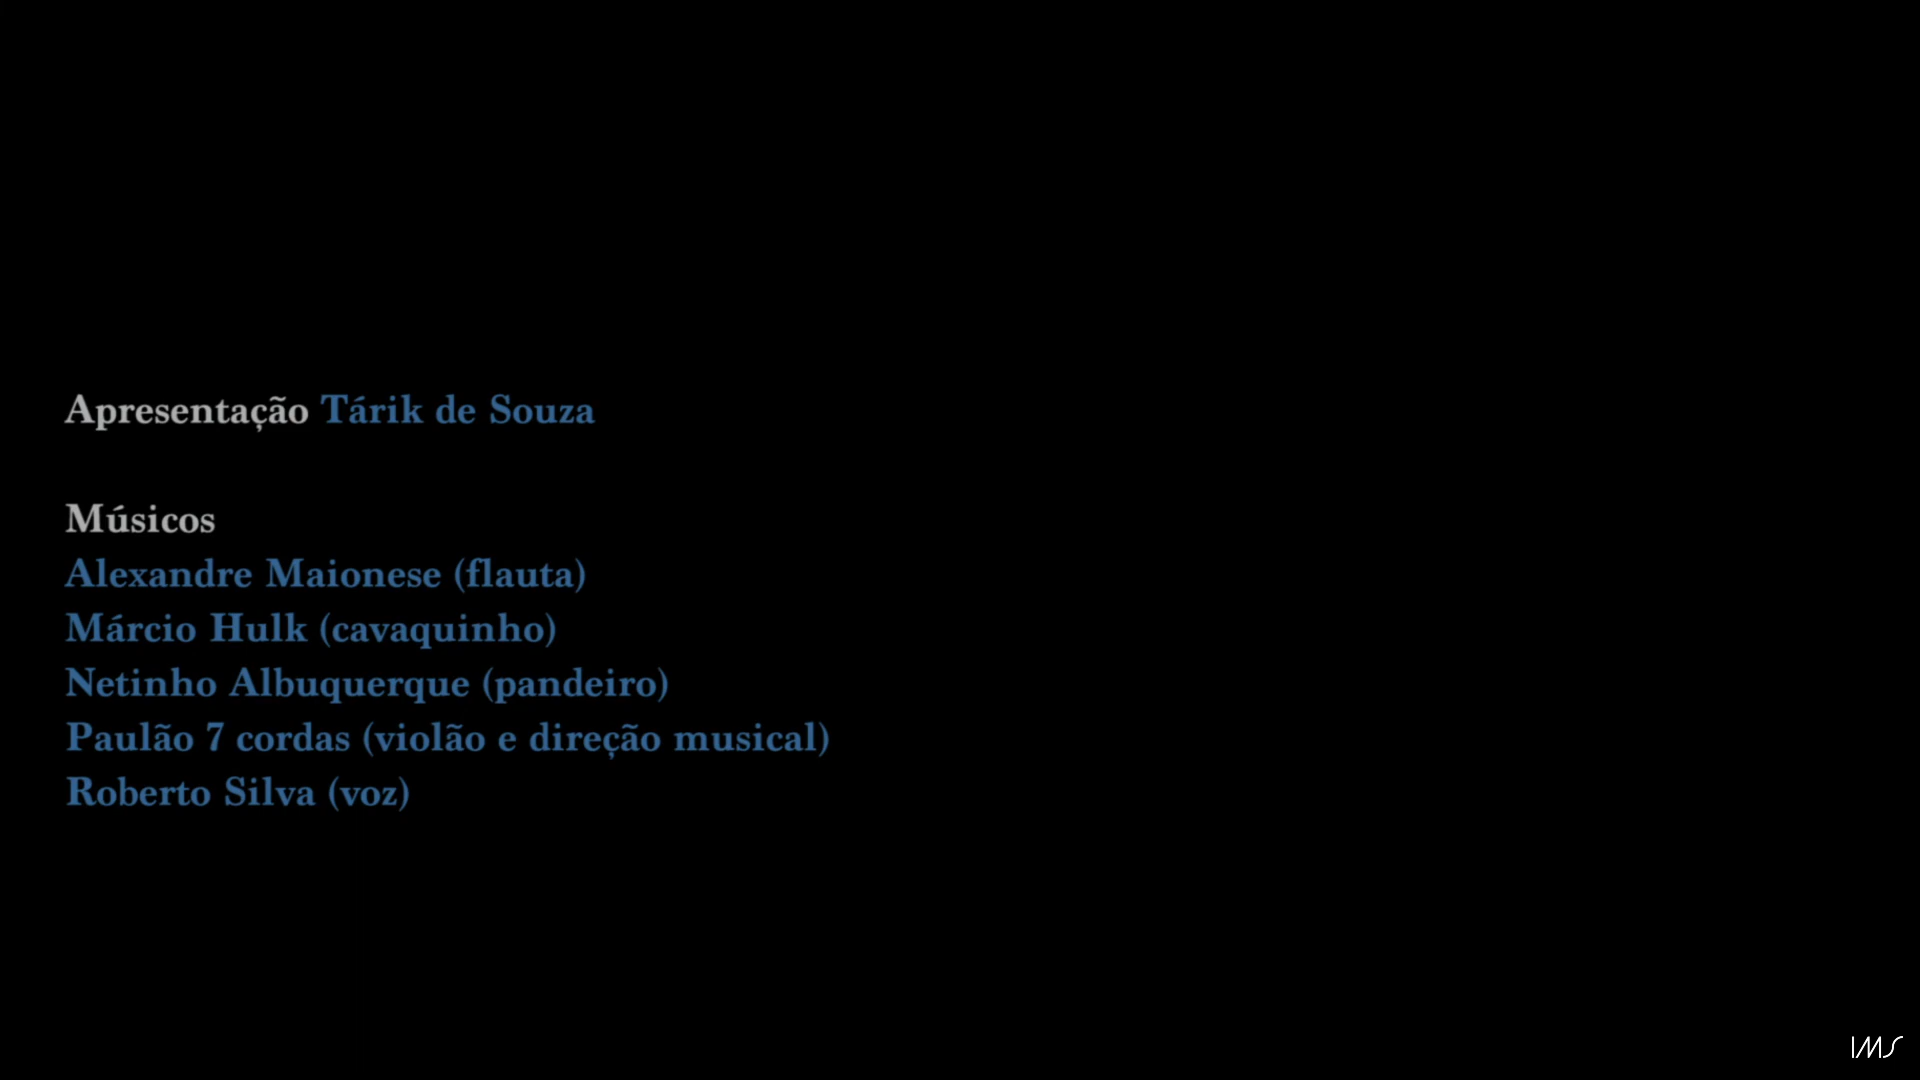 Apresentação Tárik de Souza
Músicos
Alexandre Maionese (flauta)
Márcio Hulk (cavaquinho)
Netinho Albuquerque (pandeiro)
Paulão 7 cordas (violão e direção musical)
Roberto Silva (voz)
IMS